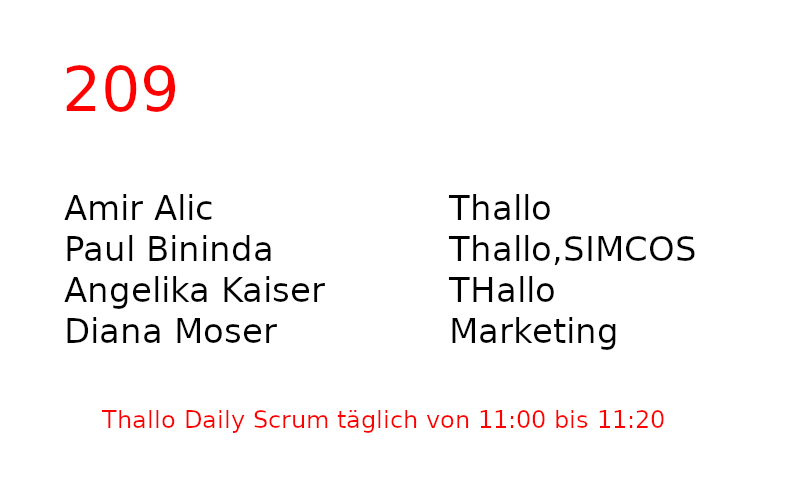 209
Amir Alic Thallo
Paul Bininda Thallo,SIMCOS
Angelika Kaiser THallo
Diana Moser Marketing
Thallo Daily Scrum täglich von 11:00 bis 11:20